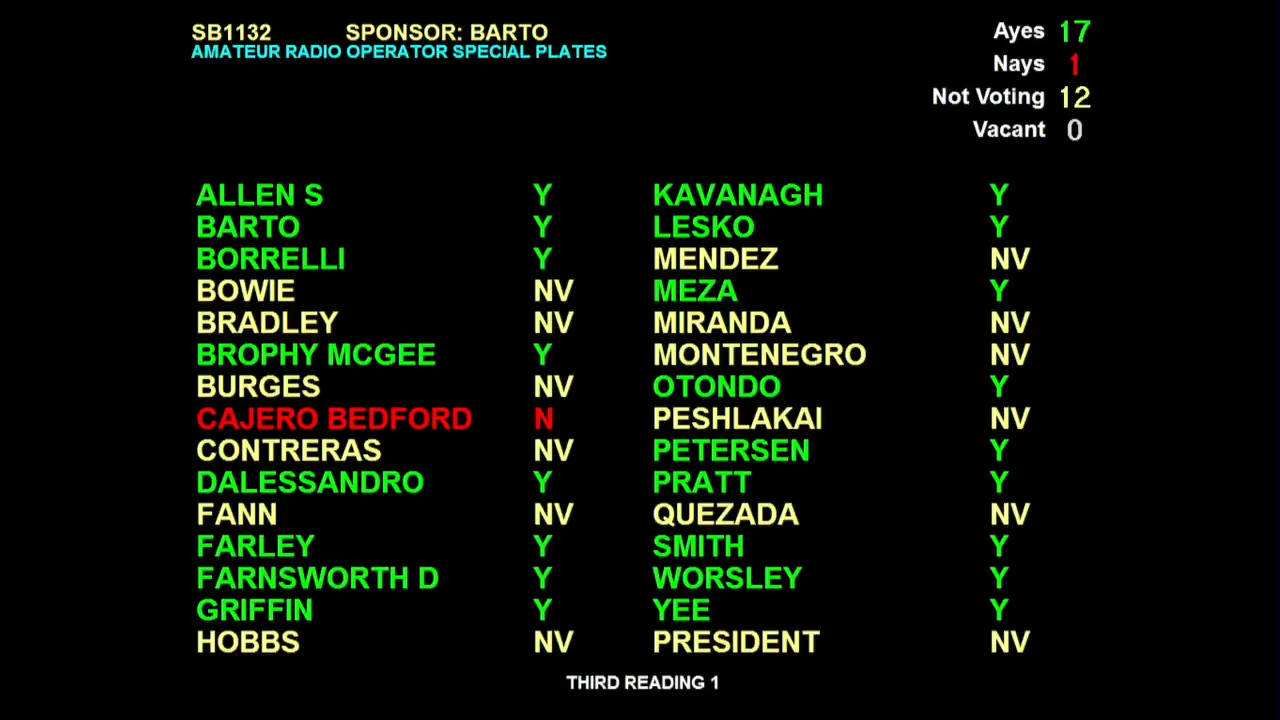 SB1132 SPONSOR: BARTO
AMATEUR RADIO OPERATOR SPECIAL PLATES
Ayes 17
Nays 1
Not Voting 12
Vacant 0
ALLEN S Y KAVANAGH Y
BARTO Y LESKO Y
BORRELLI Y MENDEZ NV
BOWIE NV MEZA Y
BRADLEY NV MIRANDA NV
BROPHY MCGEE Y MONTENEGRO NV
BURGES NV OTONDO Y
CAJERO BEDFORD N PESHLAKAI NV
CONTRERAS NV PETERSEN Y
DALESSANDRO Y PRATT Y
FANN NV QUEZADA NV
FARLEY Y SMITH Y
FARNSWORTH D Y WORSLEY Y
GRIFFIN Y YEE Y
HOBBS NV PRESIDENT NV
THIRD READING 1